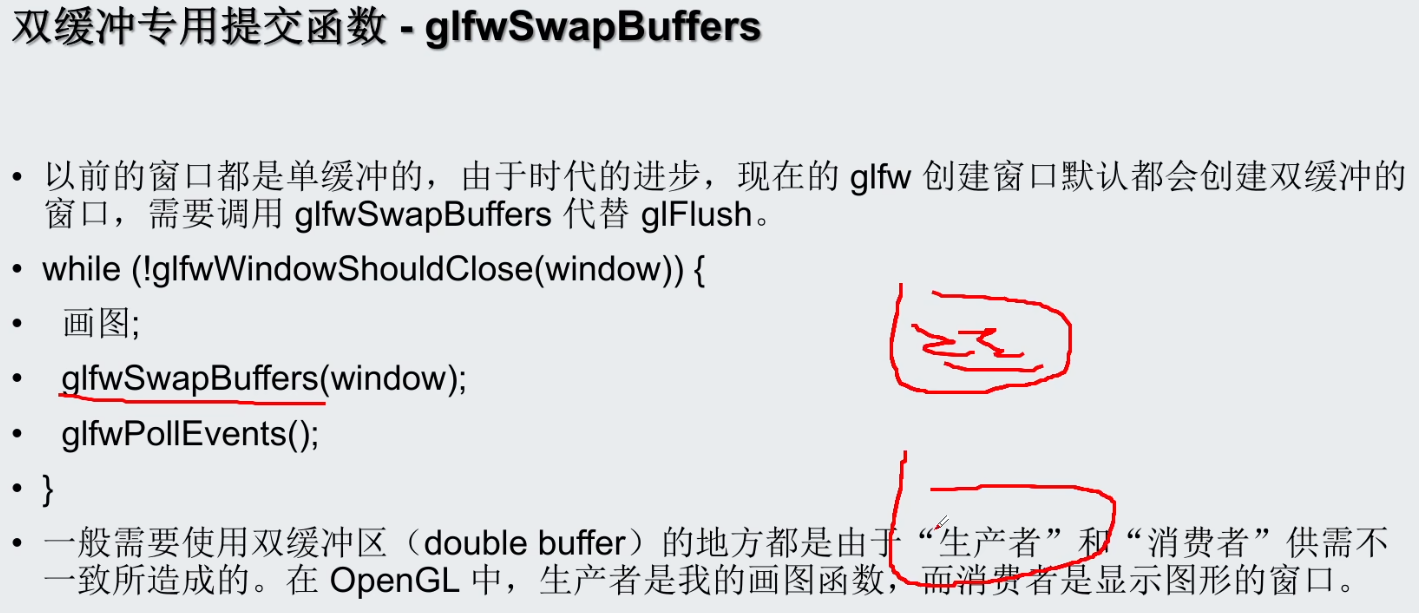 双缓冲专用提交函数 - glfwSwapBuffers
• 以前的窗口都是单缓冲的，由于时代的进步，现在的 glfw 创建窗口默认都会创建双缓冲的
窗口，需要调用 glfwSwapBuffers 代替 glFlush。
• while (!glfwWindowShouldClose(window)) {
• 画图;
• glfwSwapBuffers(window);
• glfwPollEvents();
• }
• 一般需要使用双缓冲区（double buffer）的地方都是由于“生产者”和“消费者”供需不
一致所造成的。在 OpenGL 中，生产者是我的画图函数，而消费者是显示图形的窗口。